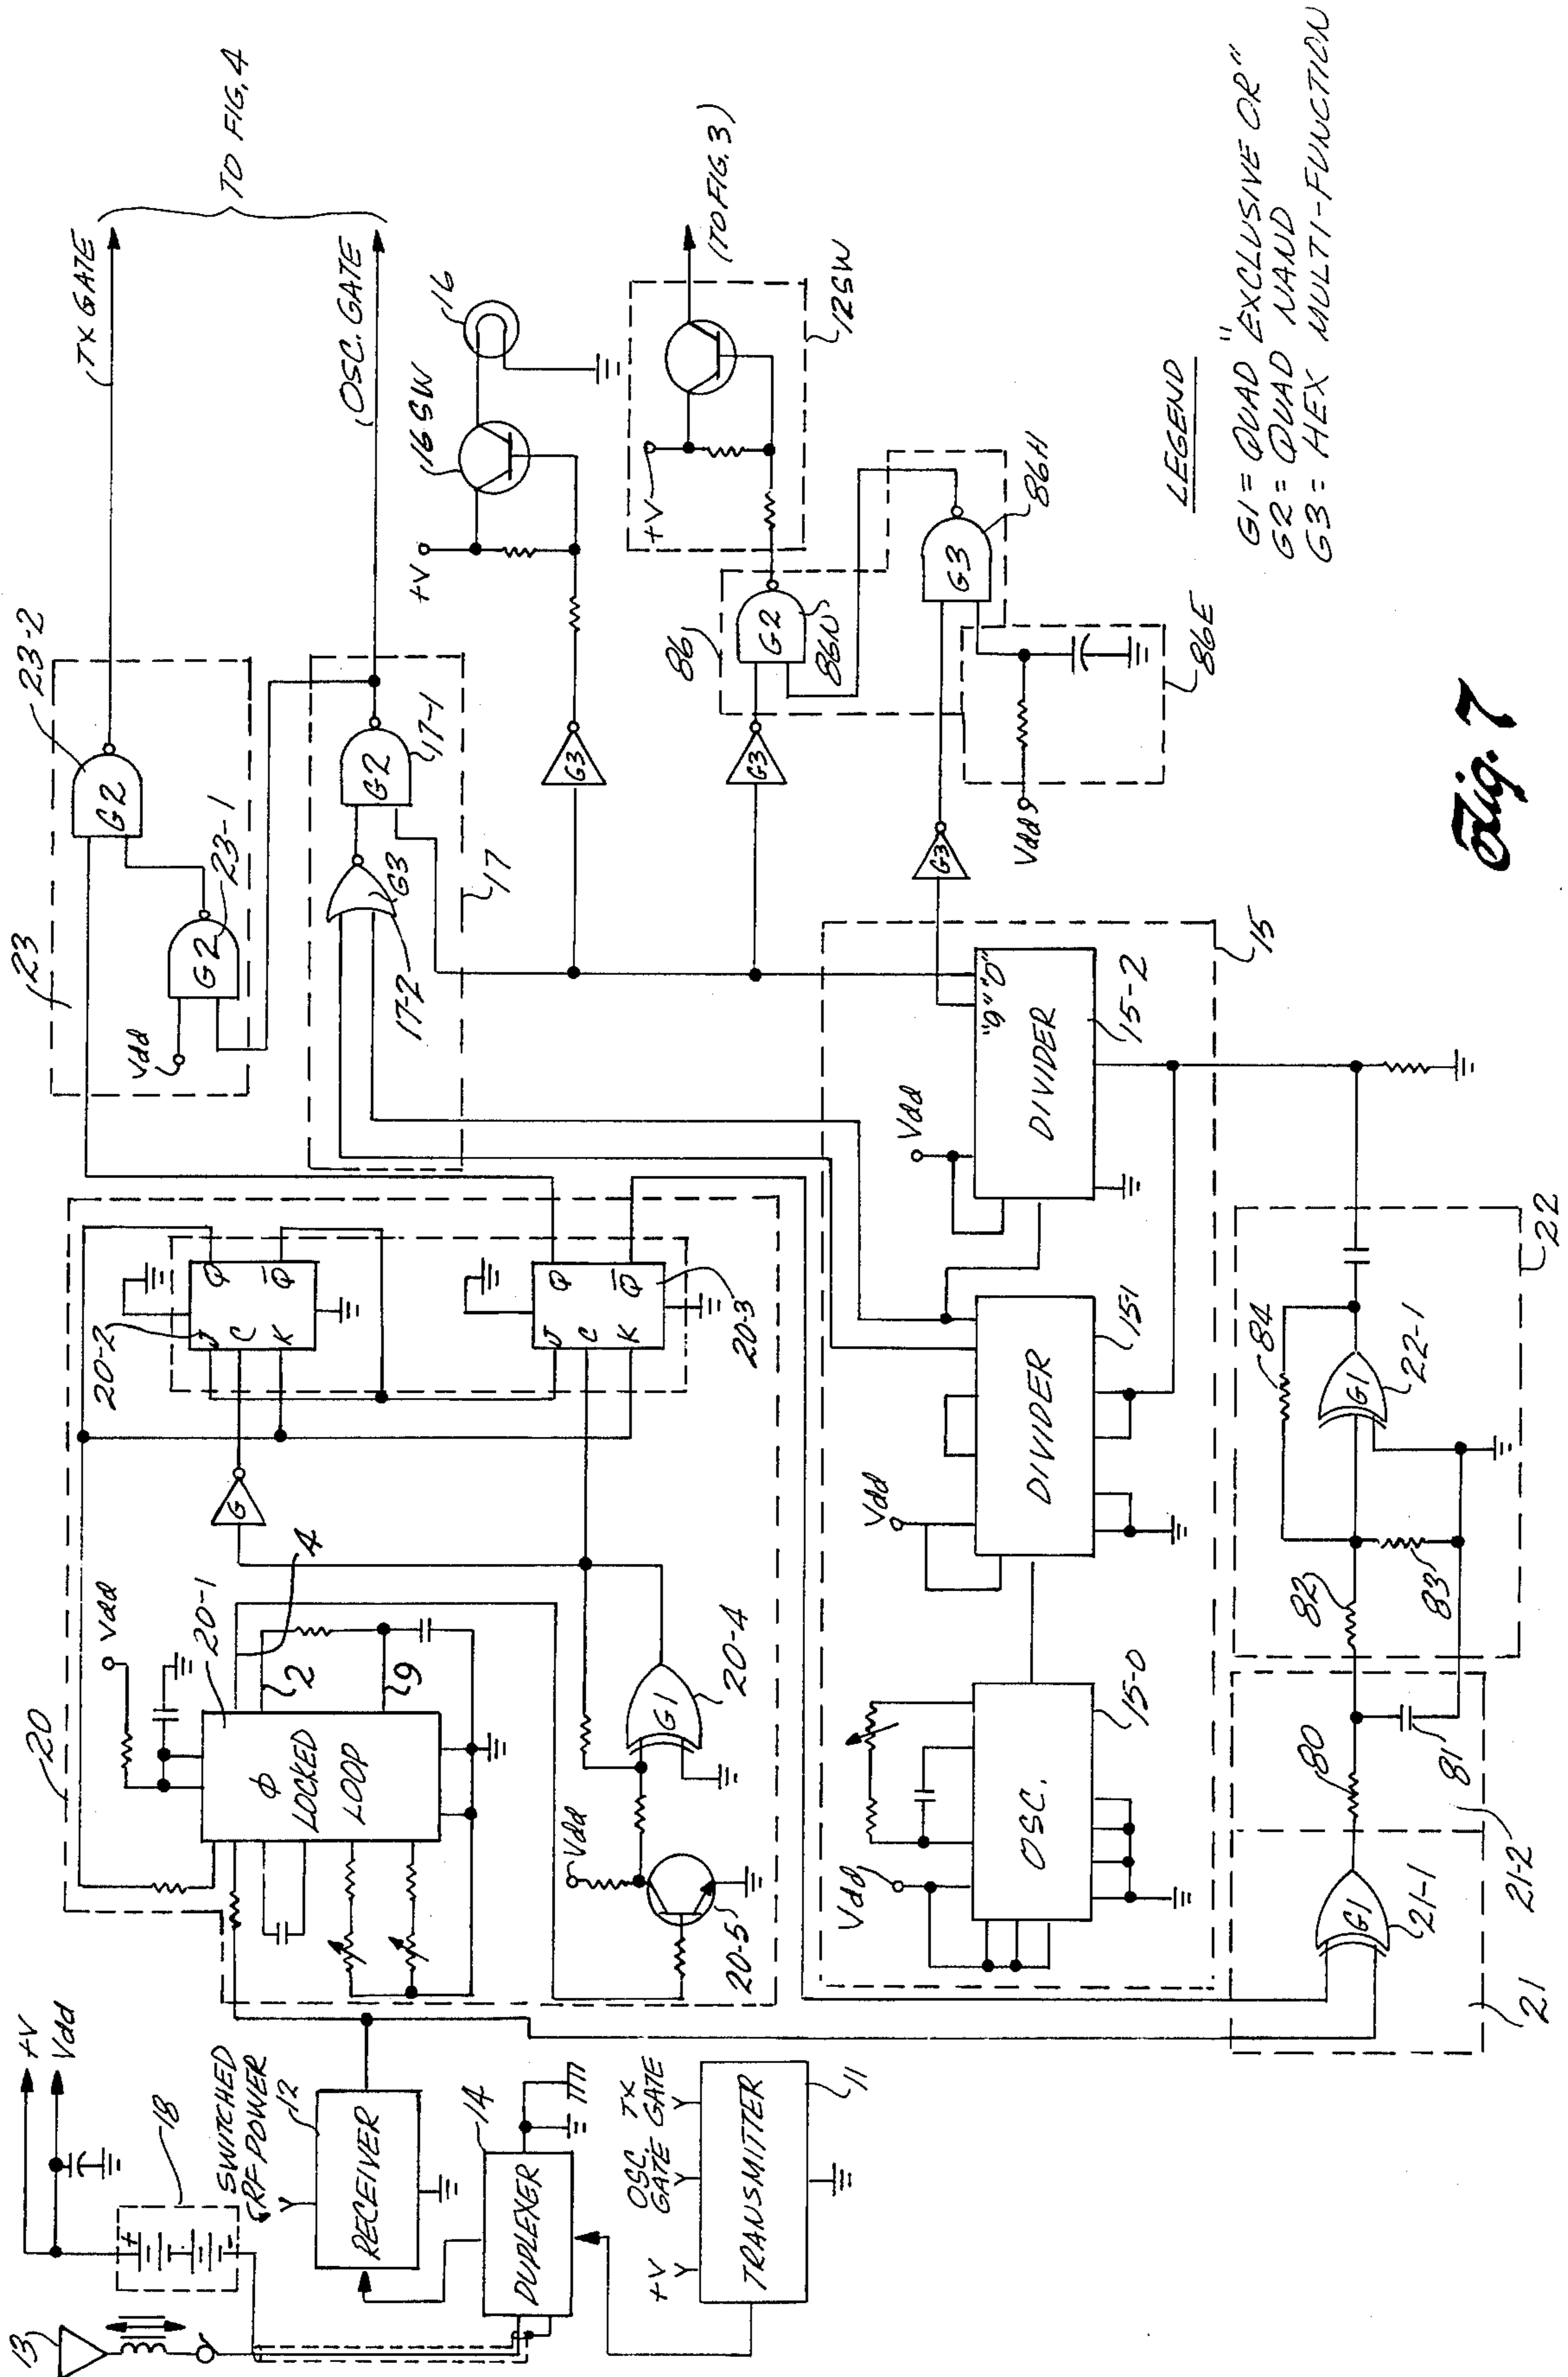 TX GATE
TO FIG. 4
OSC. GATE
23
23-2
G2
23-1
G2
Vdd
17-1
G2
G3
17-2
17
+V
16 SW
16
G3
+V
(TO FIG. 3)
12SW
86
G2
86N
G3
G3
86H
86E
Vdd
G3
LEGEND
G1 = QUAD "EXCLUSIVE OR"
G2 = QUAD NAND
G3 = HEX MULTI-FUNCTION
20
Vdd
20-1
Φ
LOCKED
LOOP
4
2
9
G
20-2
J
C
K
Q
Q̅
J
C
K
Q
Q̅
20-3
Vdd
G1
20-4
20-5
15
Vdd
OSC.
15-0
Vdd
DIVIDER
151
Vdd
DIVIDER
"9"
"0"
15-2
+V
Vdd
18
13
SWITCHED
RF POWER
12
RECEIVER
14
DUPLEXER
+V
OSC.
GATE
TX
GATE
TRANSMITTER
11
21
G1
21-1
21-2
80
81
82
83
84
G1
22-1
22
Fig. 7